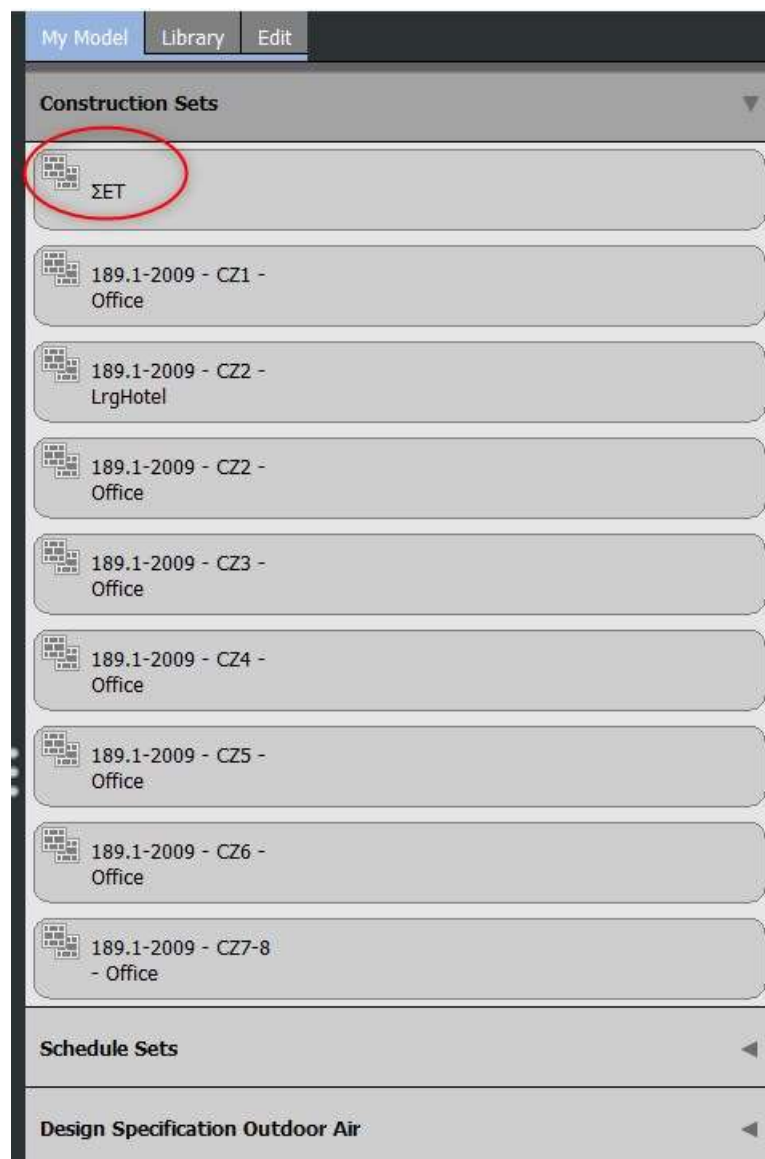 My Model Library Edit
Construction Sets
ΣΕΤ
189.1-2009 - CZ1 -
Office
189.1-2009 - CZ2 -
LrgHotel
189.1-2009 - CZ2 -
Office
189.1-2009 - CZ3 -
Office
189.1-2009 - CZ4 -
Office
189.1-2009 - CZ5 -
Office
189.1-2009 - CZ6 -
Office
189.1-2009 - CZ7-8
- Office
Schedule Sets
Design Specification Outdoor Air